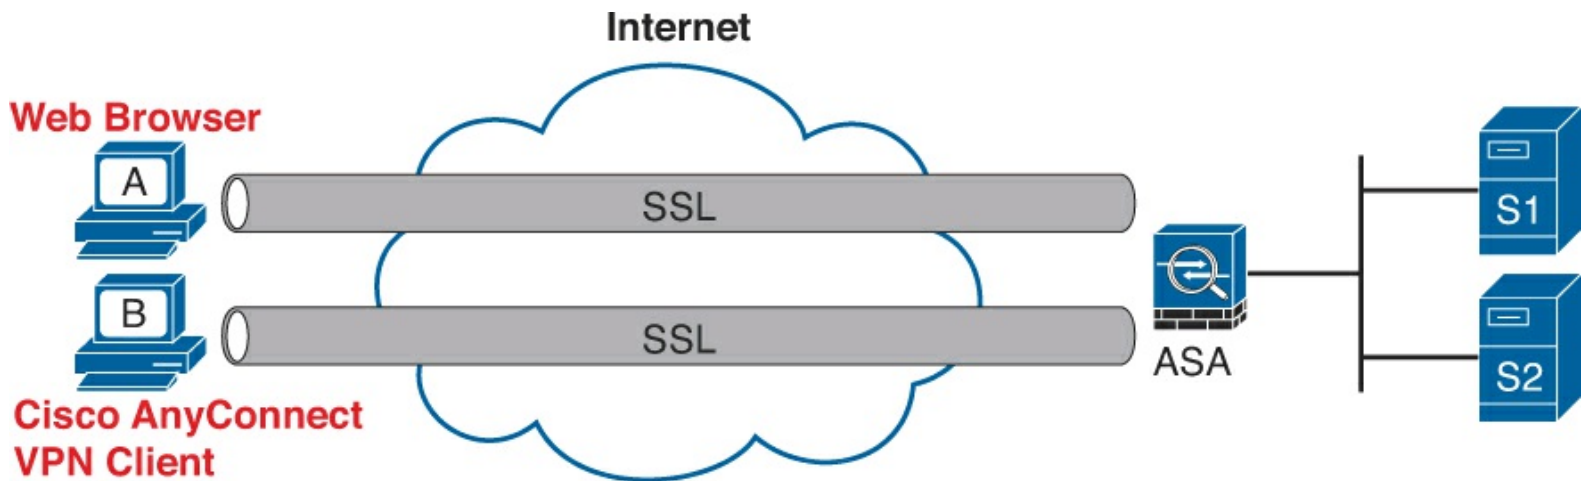 Internet
Web Browser
A
SSL
S1
B
SSL
ASA
S2
Cisco AnyConnect
VPN Client